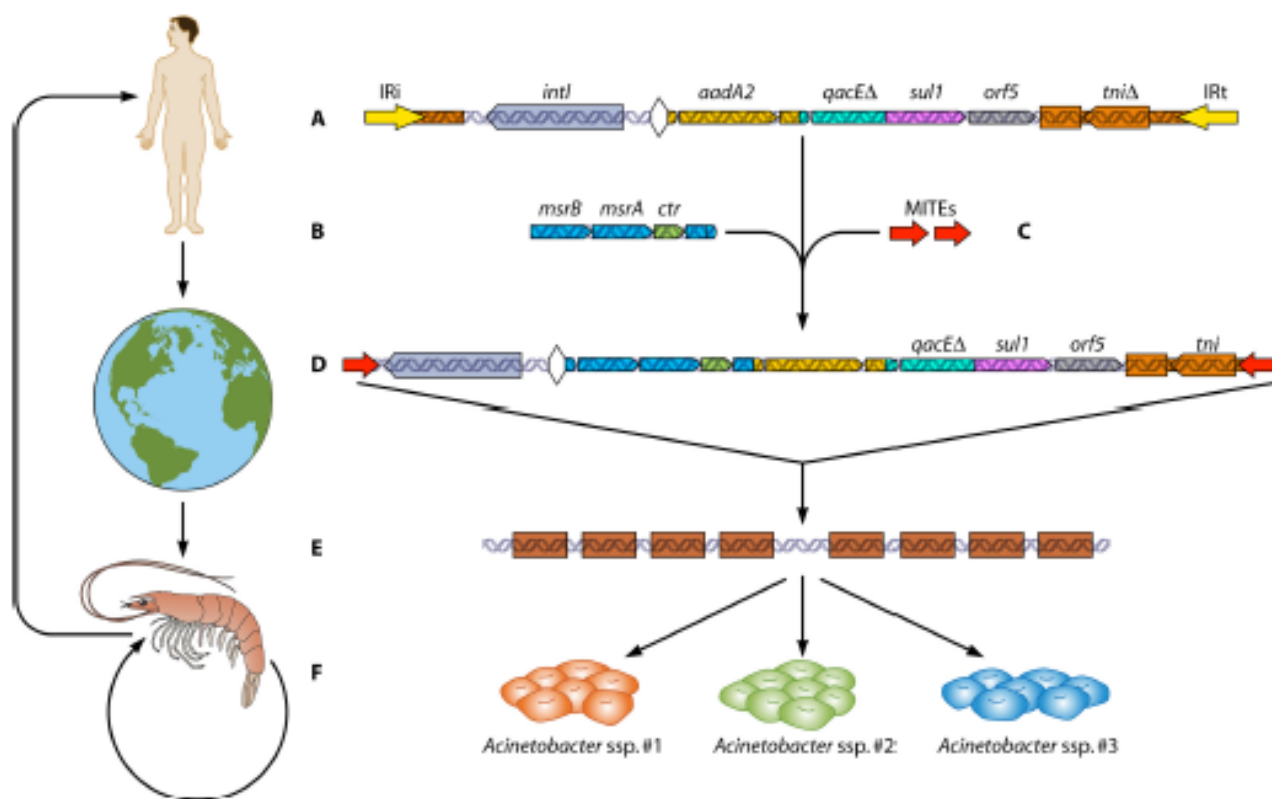 IRi intI aadA2 qacEΔ sul1 orf5 tniΔ IRt
A
msrB msrA ctr MITEs
B C
qacEΔ sul1 orf5 tni
D
E
F
Acinetobacter ssp. #1 Acinetobacter ssp. #2: Acinetobacter ssp. #3